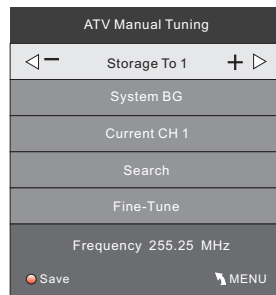 ATV Manual Tuning
− Storage To 1 +
System BG
Current CH 1
Search
Fine-Tune
Frequency 255.25 MHz
Save MENU